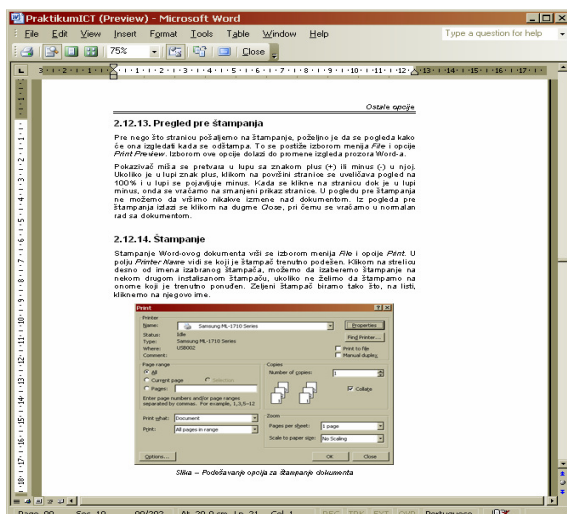 PraktikumICT (Preview) - Microsoft Word
File Edit View Insert Format Tools Table Window Help Type a question for help
75% Close
Ostale opcije
2.12.13. Pregled pre štampanja
Pre nego što stranicu pošaljemo na štampanje, poželjno je da se pogleda kako
će ona izgledati kada se odštampa. To se postiže izborom menija File i opcije
Print Preview. Izborom ove opcije dolazi do promene izgleda prozora Word-a.
Pokazivač miša se pretvara u lupu sa znakom plus (+) ili minus (-) u njoj.
Ukoliko je u lupi znak plus, klikom na površini stranice se uveličava pogled na
100% i u lupi se pojavljuje minus. Kada se klikne na stranicu dok je u lupi
minus, onda se vraćamo na smanjeni prikaz stranice. U pogledu pre štampanja
ne možemo da vršimo nikakve izmene nad dokumentom. Iz pogleda pre
štampanja izlazi se klikom na dugme Close, pri čemu se vraćamo u normalan
rad sa dokumentom.
2.12.14. Štampanje
Stampanje Word-ovog dokumenta vrši se izborom menija File i opcije Print. U
polju Printer Name vidi se koji je štampač trenutno podešen. Klikom na strelicu
desno od imena izabranog štampača, možemo da izaberemo štampanje na
nekom drugom instalisanom štampaču, ukoliko ne želimo da štampamo na
onome koji je trenutno ponuđen. Zeljeni štampač biramo tako što, na listi,
kliknemo na njegovo ime.
Print
Printer
Name: Samsung ML-1710 Series Properties
Status: Idle Find Printer...
Type: Samsung ML-1710 Series
Where: USB002 Print to file
Comment: Manual duplex
Page range Copies
All Number of copies: 1
Current page Selection
Pages: Collate
Enter page numbers and/or page ranges
separated by commas. For example, 1,3,5-12
Print what: Document Zoom
Print: All pages in range Pages per sheet: 1 page
Scale to paper size: No Scaling
Options... OK Close
Slika – Podešavanje opcija za štampanje dokumenta